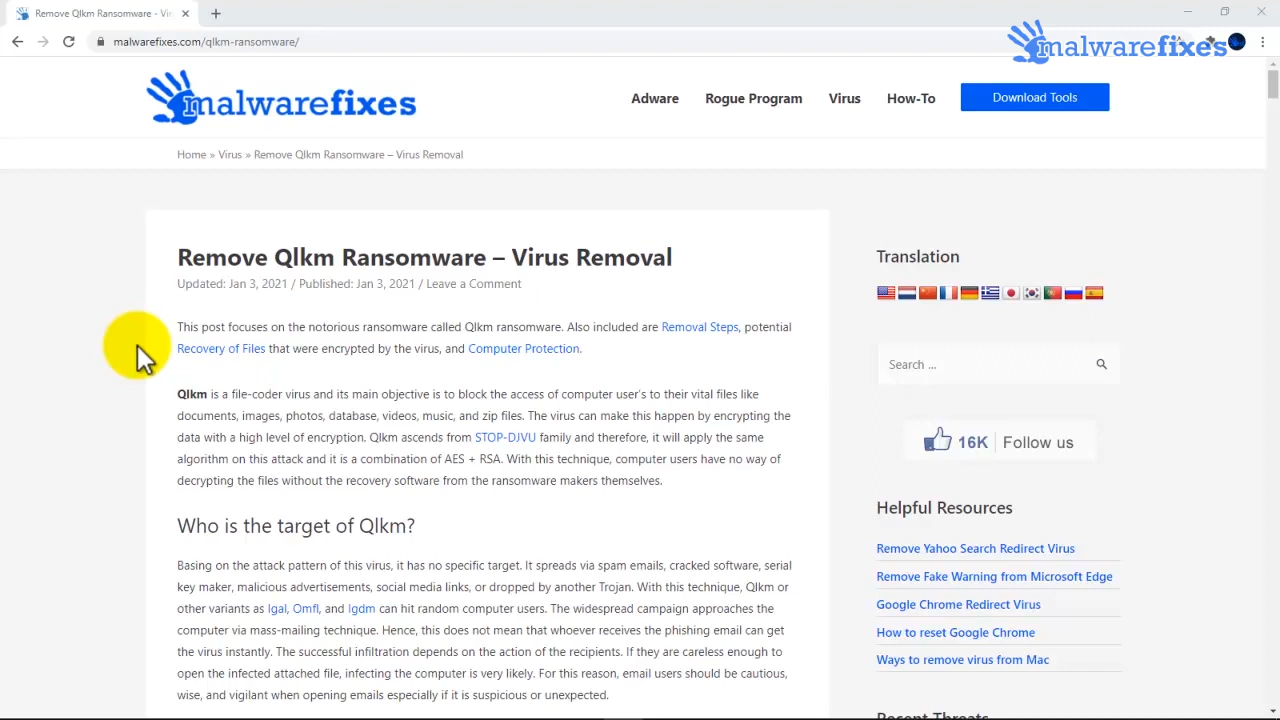 Remove Qlkm Ransomware - Vir
malwarefixes.com/qlkm-ransomware/
malwarefixes
malwarefixes
Adware
Rogue Program
Virus
How-To
Download Tools
Home » Virus » Remove Qlkm Ransomware – Virus Removal
Remove Qlkm Ransomware – Virus Removal
Updated: Jan 3, 2021 / Published: Jan 3, 2021 / Leave a Comment
This post focuses on the notorious ransomware called Qlkm ransomware. Also included are Removal Steps, potential
Recovery of Files that were encrypted by the virus, and Computer Protection.
Qlkm is a file-coder virus and its main objective is to block the access of computer user's to their vital files like
documents, images, photos, database, videos, music, and zip files. The virus can make this happen by encrypting the
data with a high level of encryption. Qlkm ascends from STOP-DJVU family and therefore, it will apply the same
algorithm on this attack and it is a combination of AES + RSA. With this technique, computer users have no way of
decrypting the files without the recovery software from the ransomware makers themselves.
Who is the target of Qlkm?
Basing on the attack pattern of this virus, it has no specific target. It spreads via spam emails, cracked software, serial
key maker, malicious advertisements, social media links, or dropped by another Trojan. With this technique, Qlkm or
other variants as Igal, Omfl, and Igdm can hit random computer users. The widespread campaign approaches the
computer via mass-mailing technique. Hence, this does not mean that whoever receives the phishing email can get
the virus instantly. The successful infiltration depends on the action of the recipients. If they are careless enough to
open the infected attached file, infecting the computer is very likely. For this reason, email users should be cautious,
wise, and vigilant when opening emails especially if it is suspicious or unexpected.
Translation
Search ...
16K Follow us
Helpful Resources
Remove Yahoo Search Redirect Virus
Remove Fake Warning from Microsoft Edge
Google Chrome Redirect Virus
How to reset Google Chrome
Ways to remove virus from Mac
Recent Threats